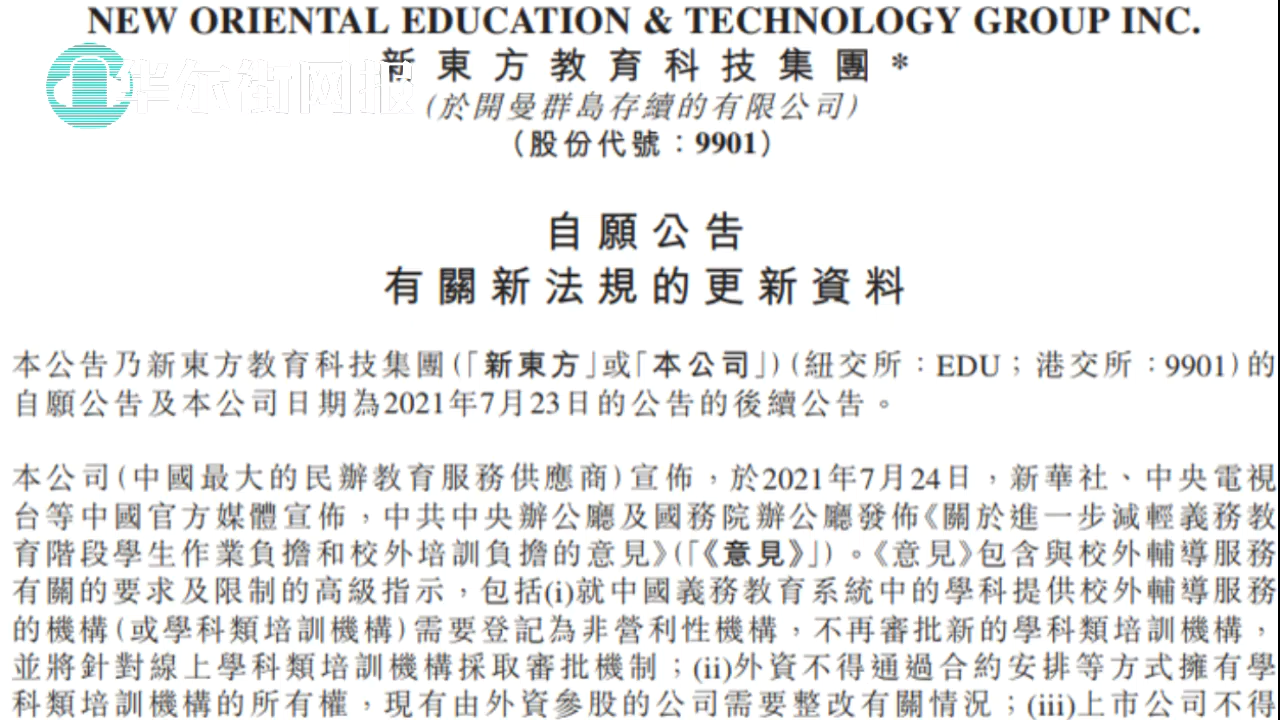 NEW ORIENTAL EDUCATION & TECHNOLOGY GROUP INC.
新東方教育科技集團*
华尔街网报
(於開曼群島存續的有限公司)
(股份代號：9901)
自願公告
有關新法規的更新資料
本公告乃新東方教育科技集團(「新東方」或「本公司」)(紐交所：EDU；港交所：9901)的
自願公告及本公司日期為2021年7月23日的公告的後續公告。
本公司(中國最大的民辦教育服務供應商)宣佈，於2021年7月24日，新華社、中央電視
台等中國官方媒體宣佈，中共中央辦公廳及國務院辦公廳發佈《關於進一步減輕義務教
育階段學生作業負擔和校外培訓負擔的意見》(「《意見》」)。《意見》包含與校外輔導服務
有關的要求及限制的高級指示，包括(i)就中國義務教育系統中的學科提供校外輔導服務
的機構(或學科類培訓機構)需要登記為非營利性機構，不再審批新的學科類培訓機構，
並將針對線上學科類培訓機構採取審批機制；(ii)外資不得通過合約安排等方式擁有學
科類培訓機構的所有權，現有由外資參股的公司需要整改有關情況；(iii)上市公司不得